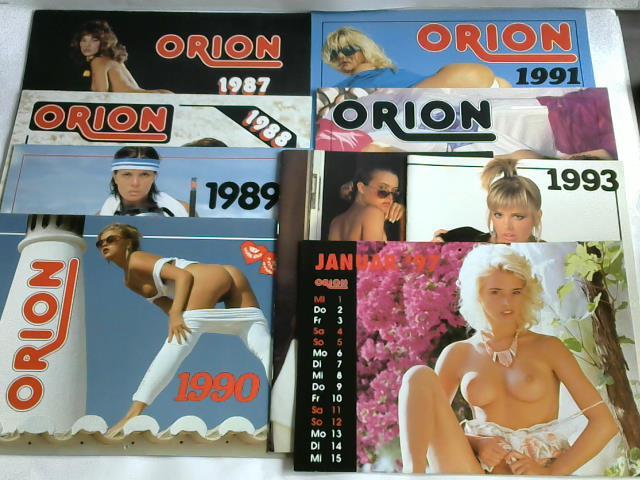 ORION
1987
ORION
1991
ORION
1988
ORION
1989
1993
ORION
1990
JANUAR '97
ORION
Mi 1
Do 2
Fr 3
Sa 4
So 5
Mo 6
Di 7
Mi 8
Do 9
Fr 10
Sa 11
So 12
Mo 13
Di 14
Mi 15